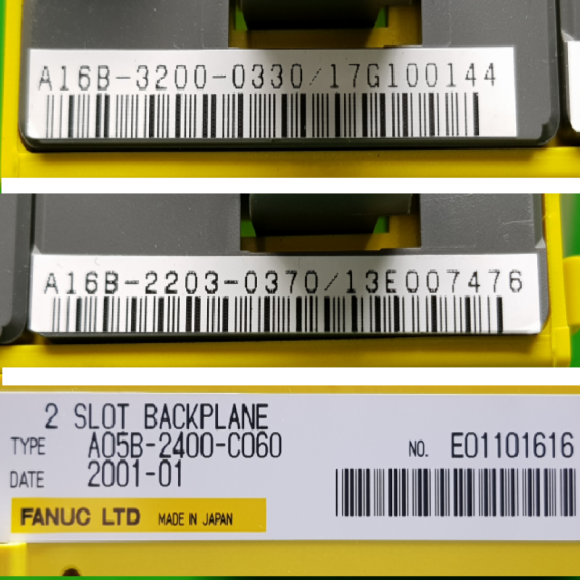 A16B-3200-0330/17G100144
A16B-2203-0370/13E007476
2 SLOT BACKPLANE
TYPE A05B-2400-C060 NO. E01101616
DATE 2001-01
FANUC LTD MADE IN JAPAN